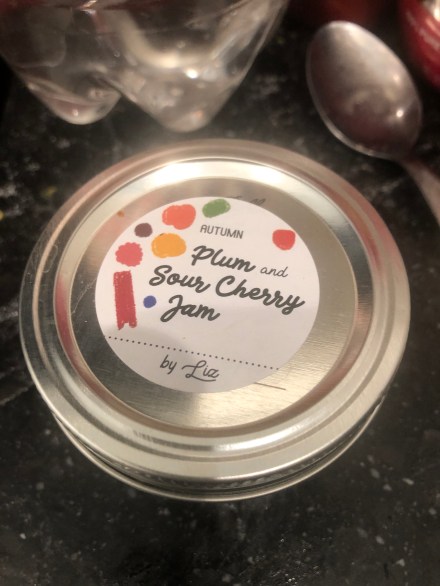 AUTUMN
Plum and
Sour Cherry
Jam
by Liz